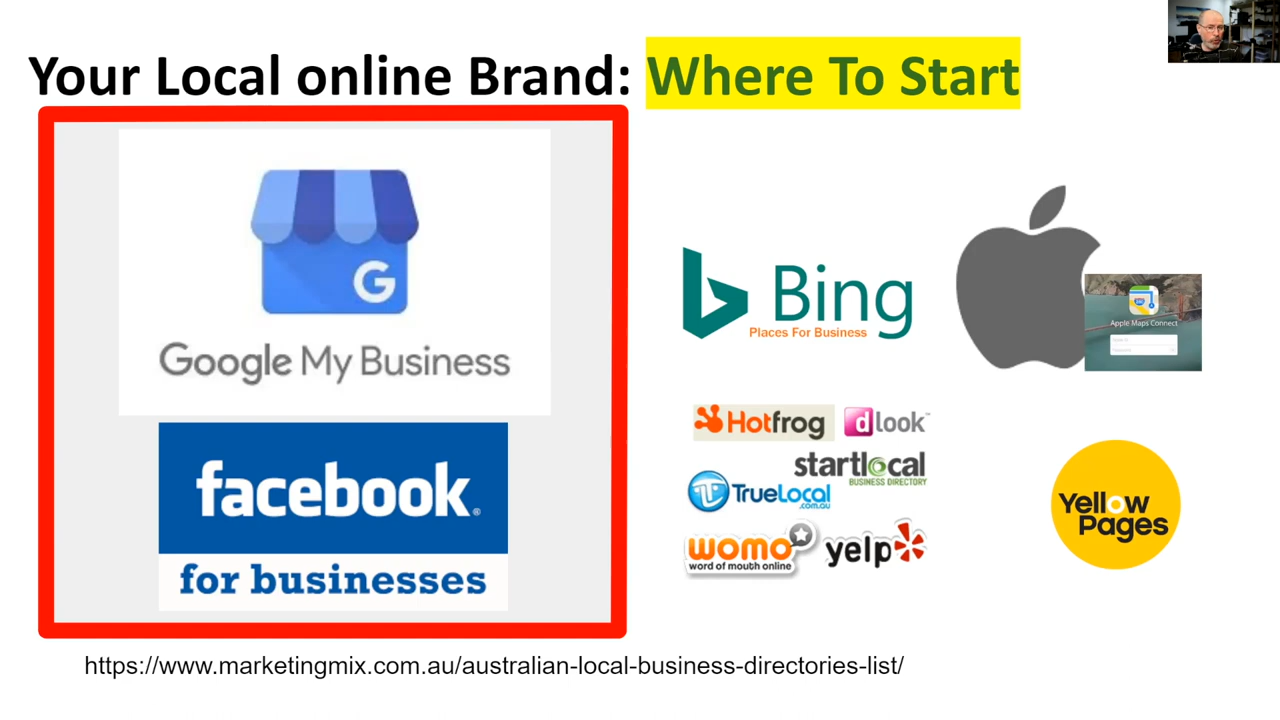 Your Local online Brand: Where To Start
G
Google My Business
facebook®
for businesses
Bing
Places For Business
Apple Maps Connect
Hotfrog
d look™
startlocal
BUSINESS DIRECTORY
TrueLocal
.com.au
womo
word of mouth online
yelp
Yellow
Pages
https://www.marketingmix.com.au/australian-local-business-directories-list/